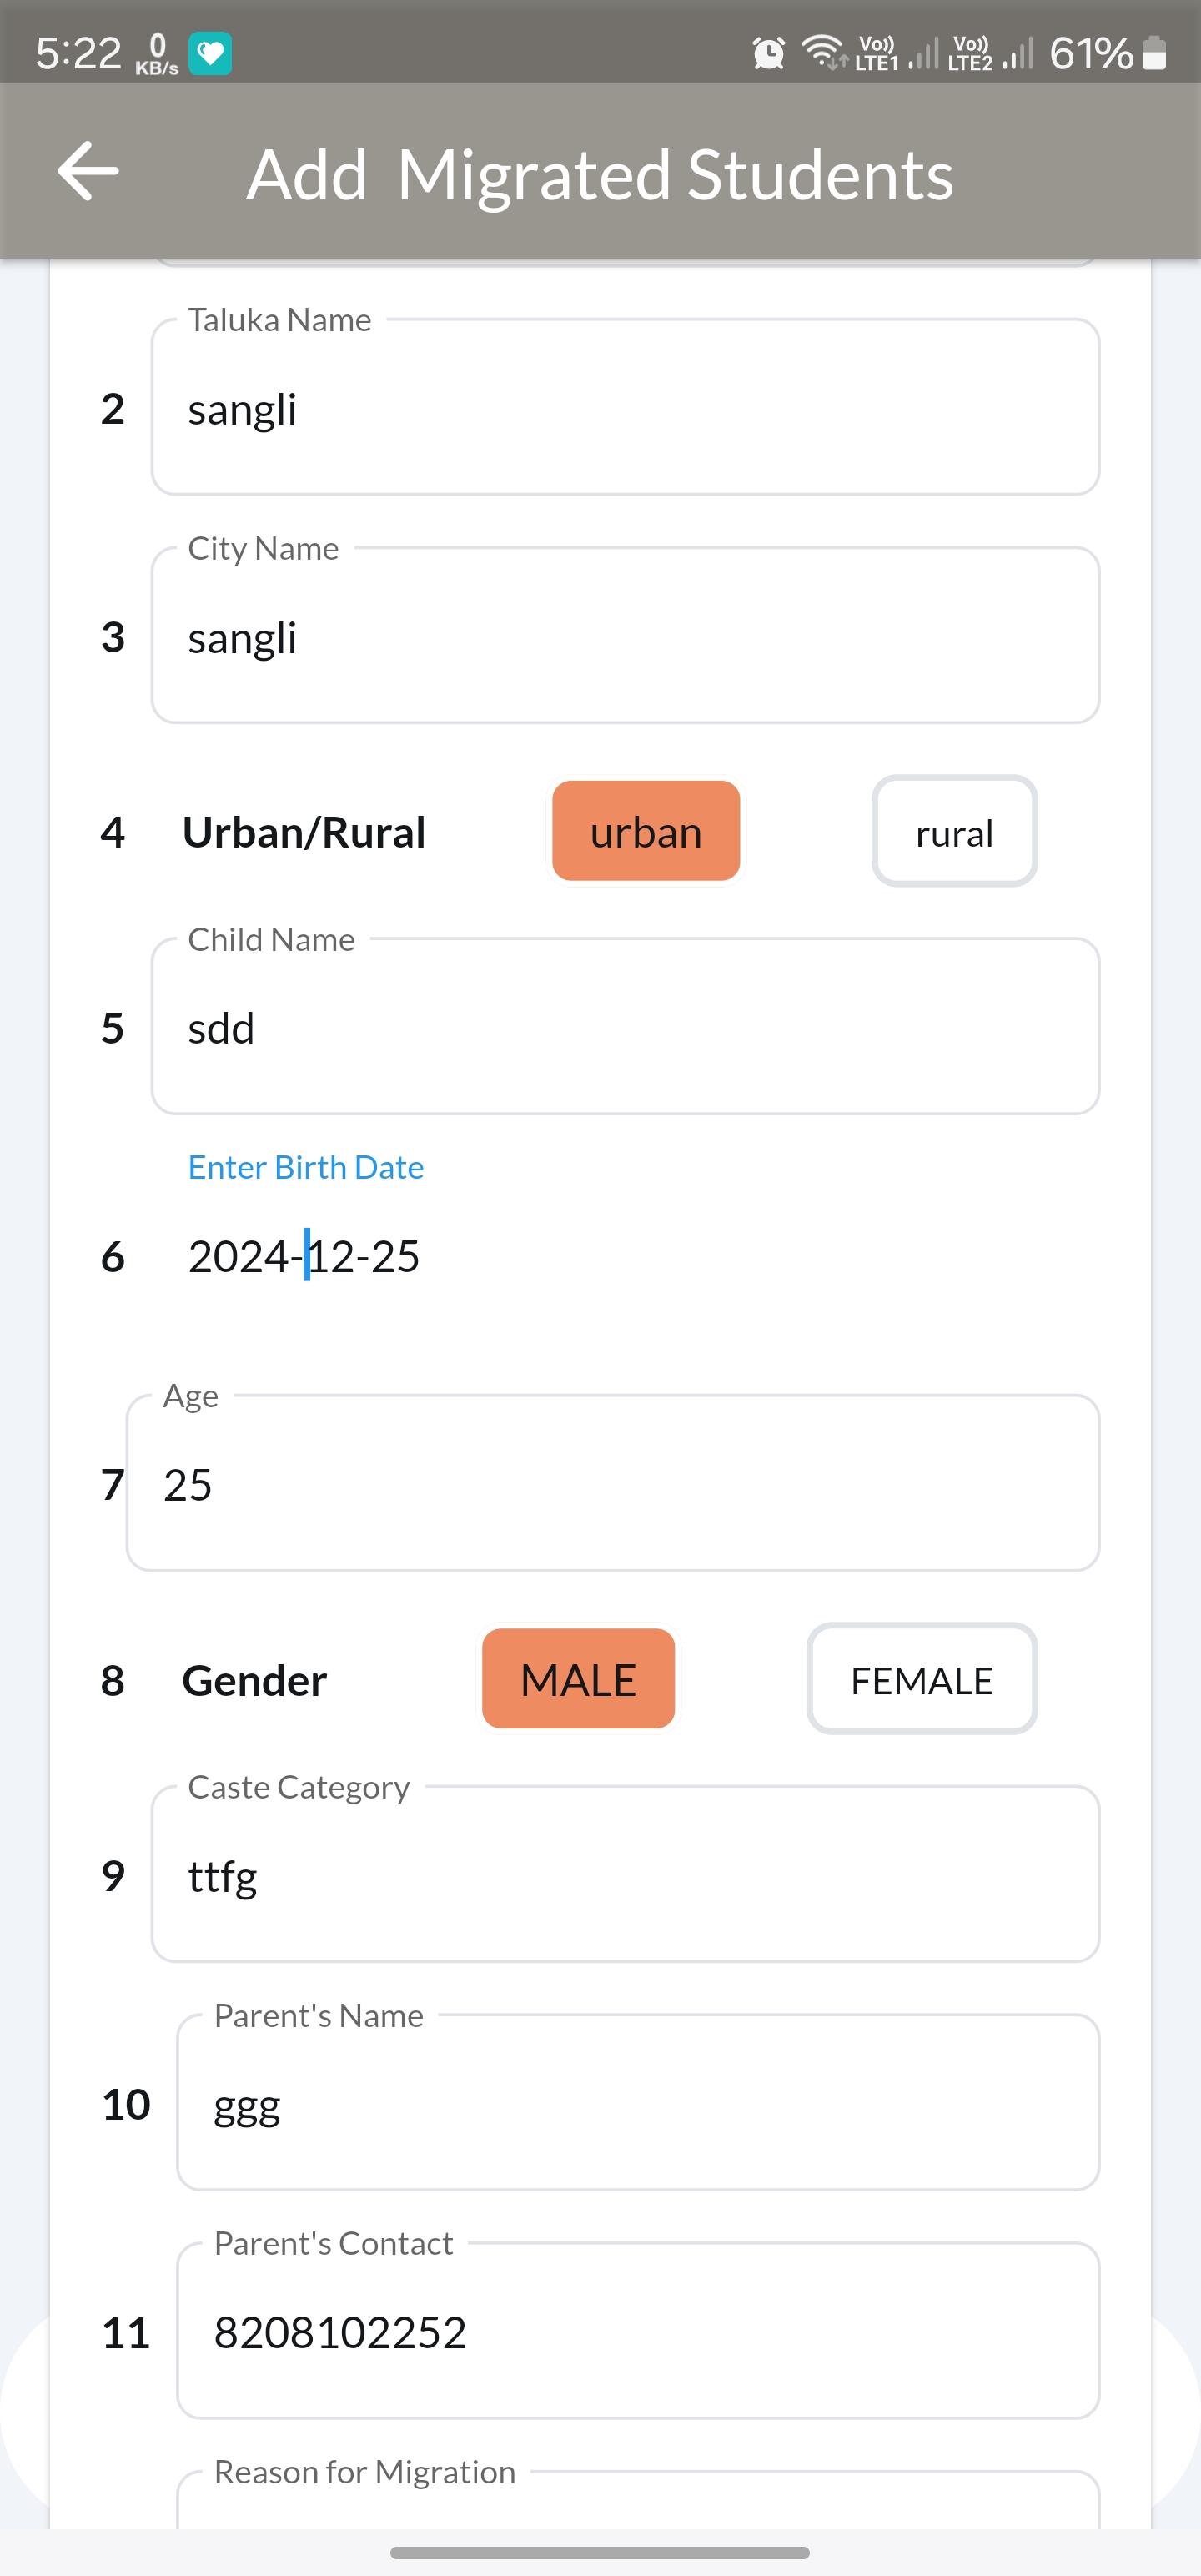 5:22 0 KB/s Vo)) LTE1 Vo)) LTE2 61%
Add Migrated Students
Taluka Name
2 sangli
City Name
3 sangli
4 Urban/Rural urban rural
Child Name
5 sdd
Enter Birth Date
6 2024-12-25
Age
7 25
8 Gender MALE FEMALE
Caste Category
9 ttfg
Parent's Name
10 ggg
Parent's Contact
11 8208102252
Reason for Migration